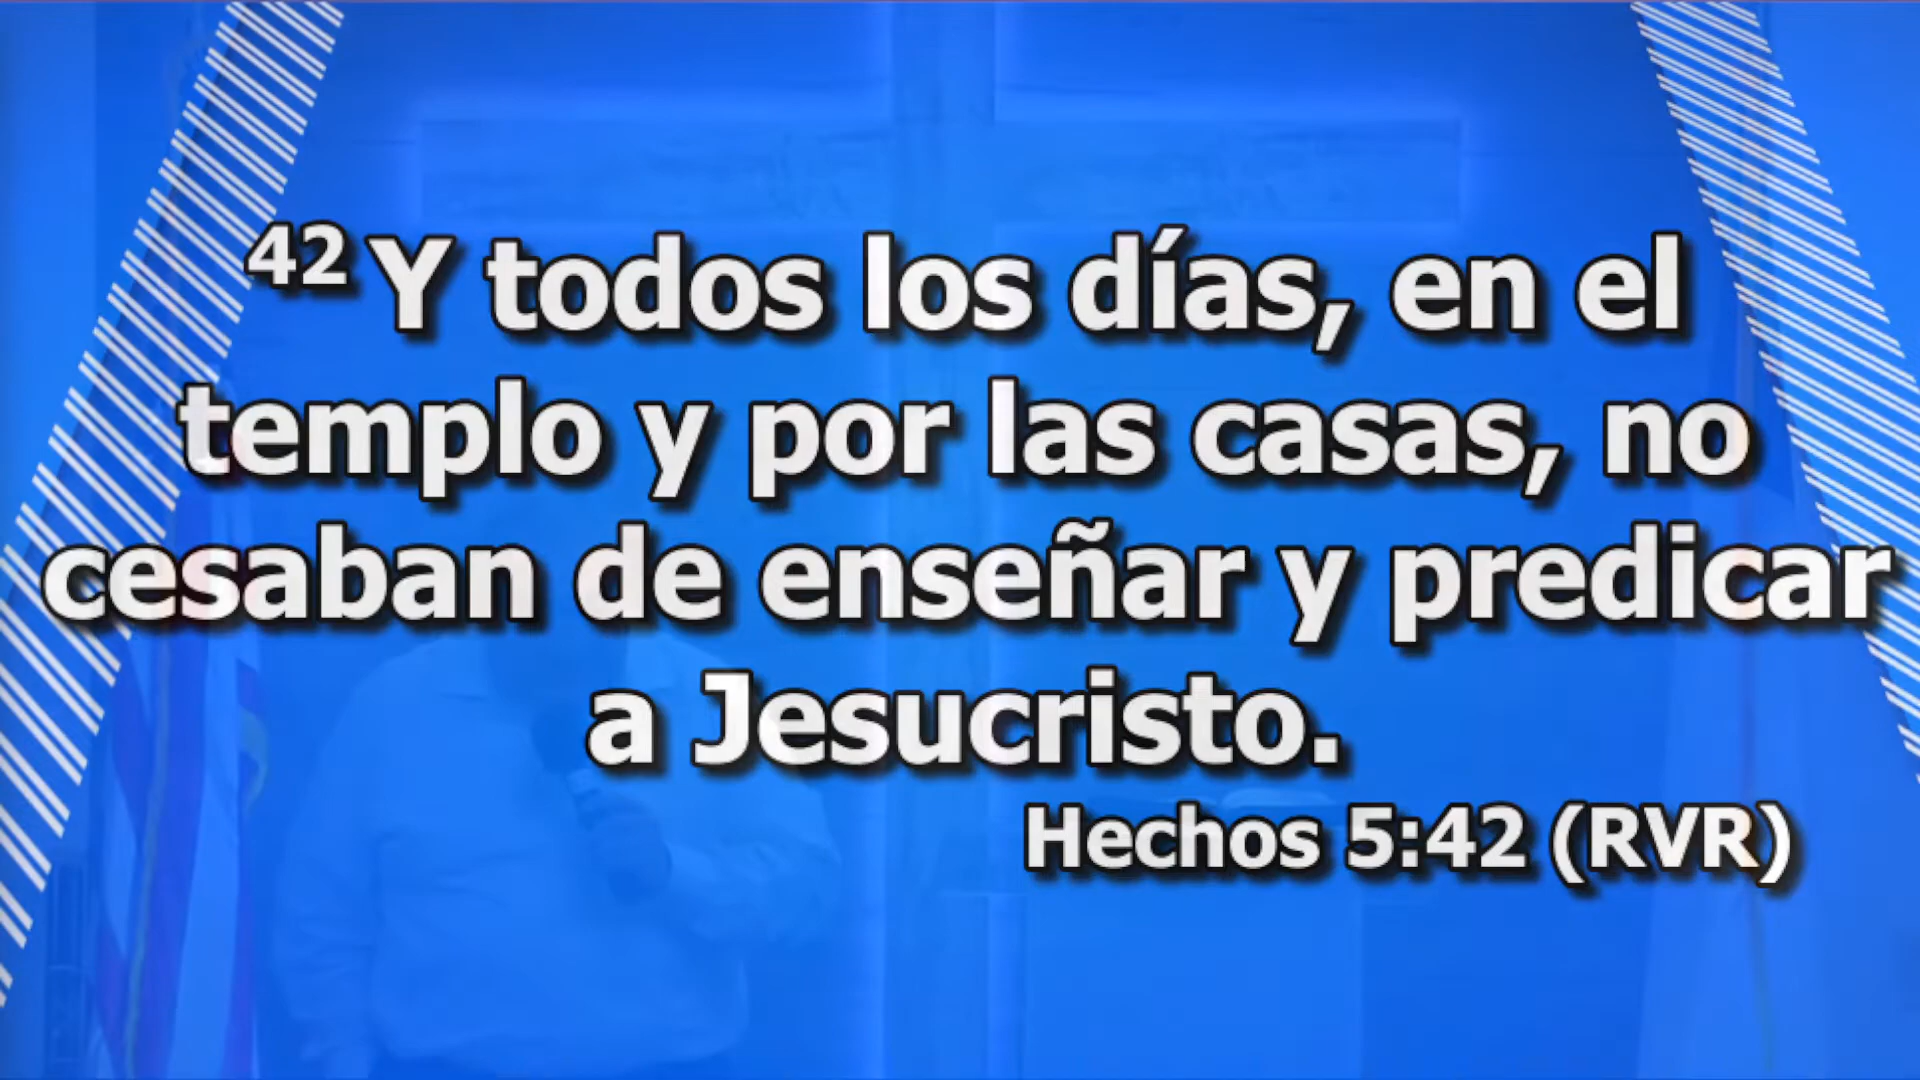 42 Y todos los días, en el
templo y por las casas, no
cesaban de enseñar y predicar
a Jesucristo.
Hechos 5:42 (RVR)